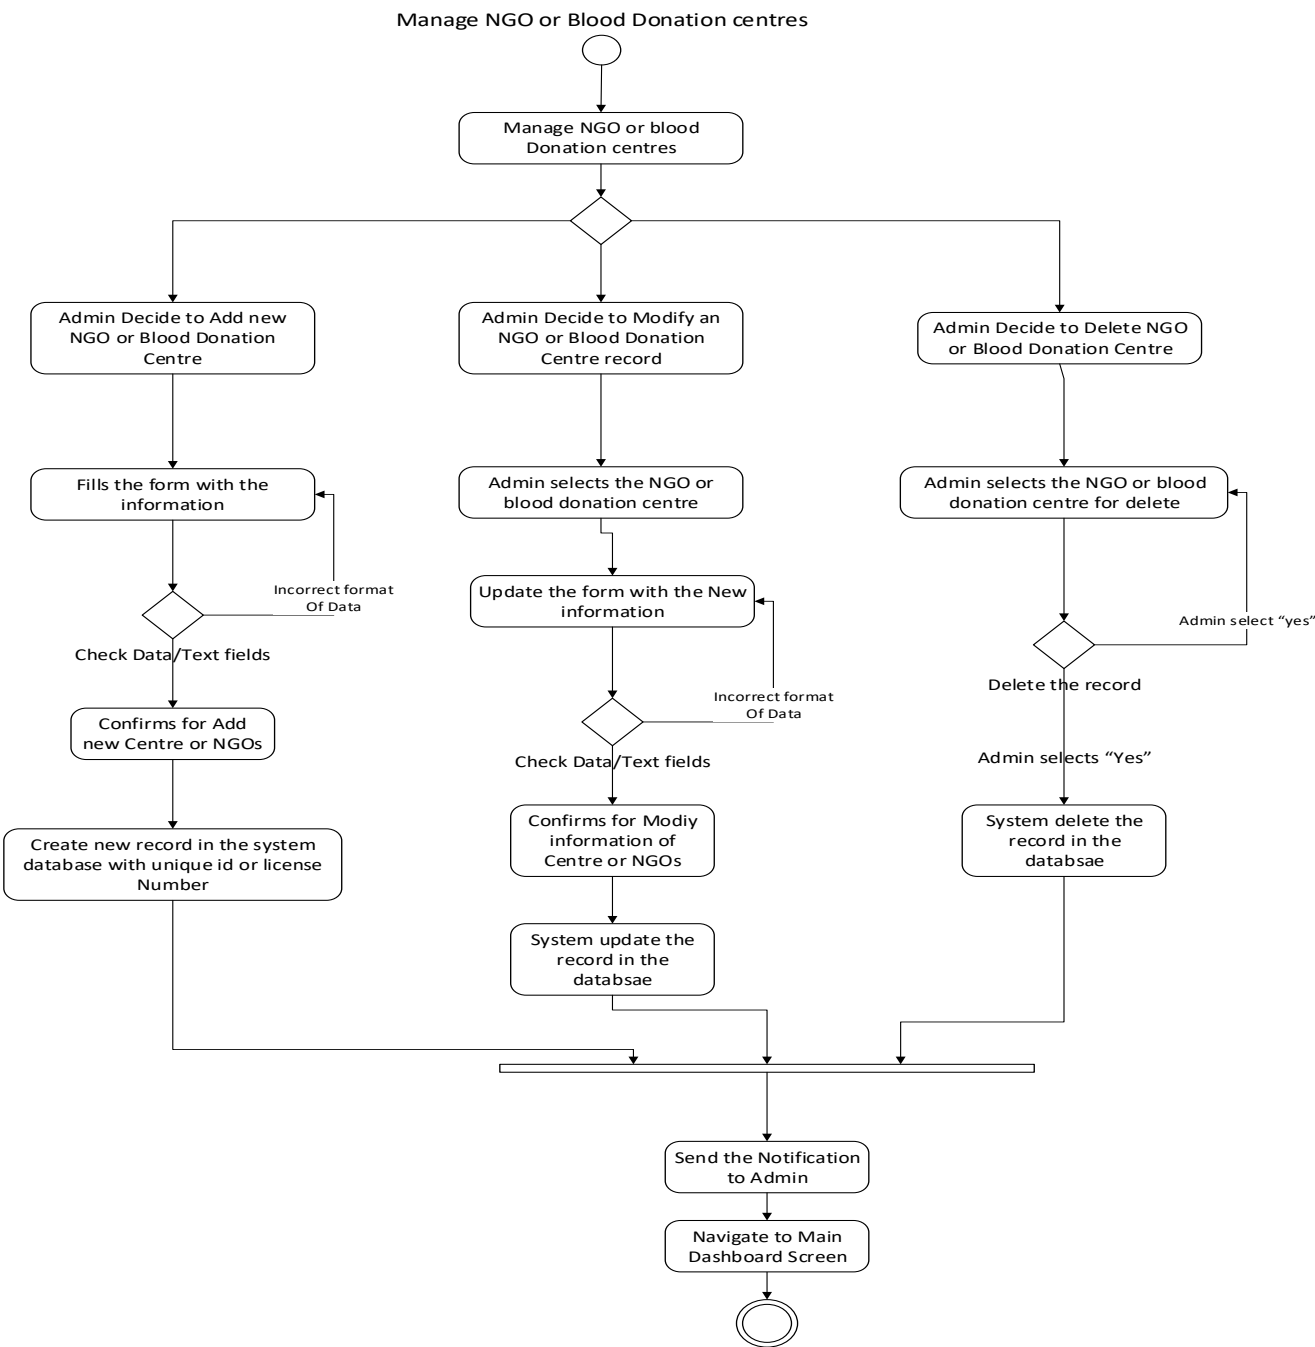 Manage NGO or Blood Donation centres
Manage NGO or blood
Donation centres
Admin Decide to Add new
NGO or Blood Donation
Centre
Admin Decide to Modify an
NGO or Blood Donation
Centre record
Admin Decide to Delete NGO
or Blood Donation Centre
Fills the form with the
information
Admin selects the NGO or
blood donation centre
Admin selects the NGO or blood
donation centre for delete
Incorrect format
Of Data
Update the form with the New
information
Admin select “yes”
Check Data/Text fields
Delete the record
Incorrect format
Of Data
Confirms for Add
new Centre or NGOs
Check Data/Text fields
Admin selects “Yes”
Create new record in the system
database with unique id or license
Number
Confirms for Modiy
information of
Centre or NGOs
System delete the
record in the
databsae
System update the
record in the
databsae
Send the Notification
to Admin
Navigate to Main
Dashboard Screen